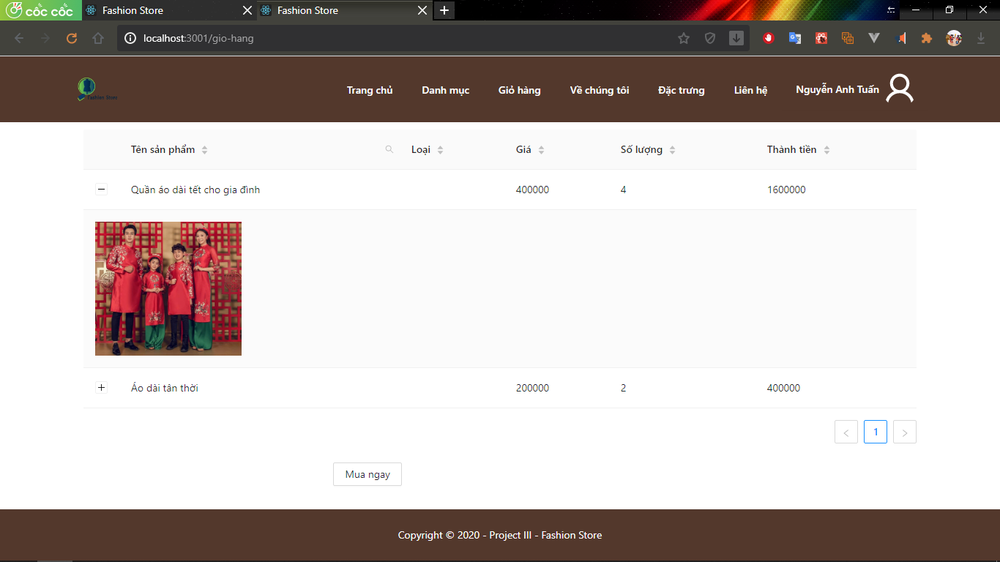 cốc cốc
Fashion Store
Fashion Store
localhost:3001/gio-hang
Fashion Store
Trang chủ
Danh mục
Giỏ hàng
Về chúng tôi
Đặc trưng
Liên hệ
Nguyễn Anh Tuấn
Tên sản phẩm
Loại
Giá
Số lượng
Thành tiền
Quần áo dài tết cho gia đình
400000
4
1600000
Áo dài tân thời
200000
2
400000
1
Mua ngay
Copyright © 2020 - Project III - Fashion Store